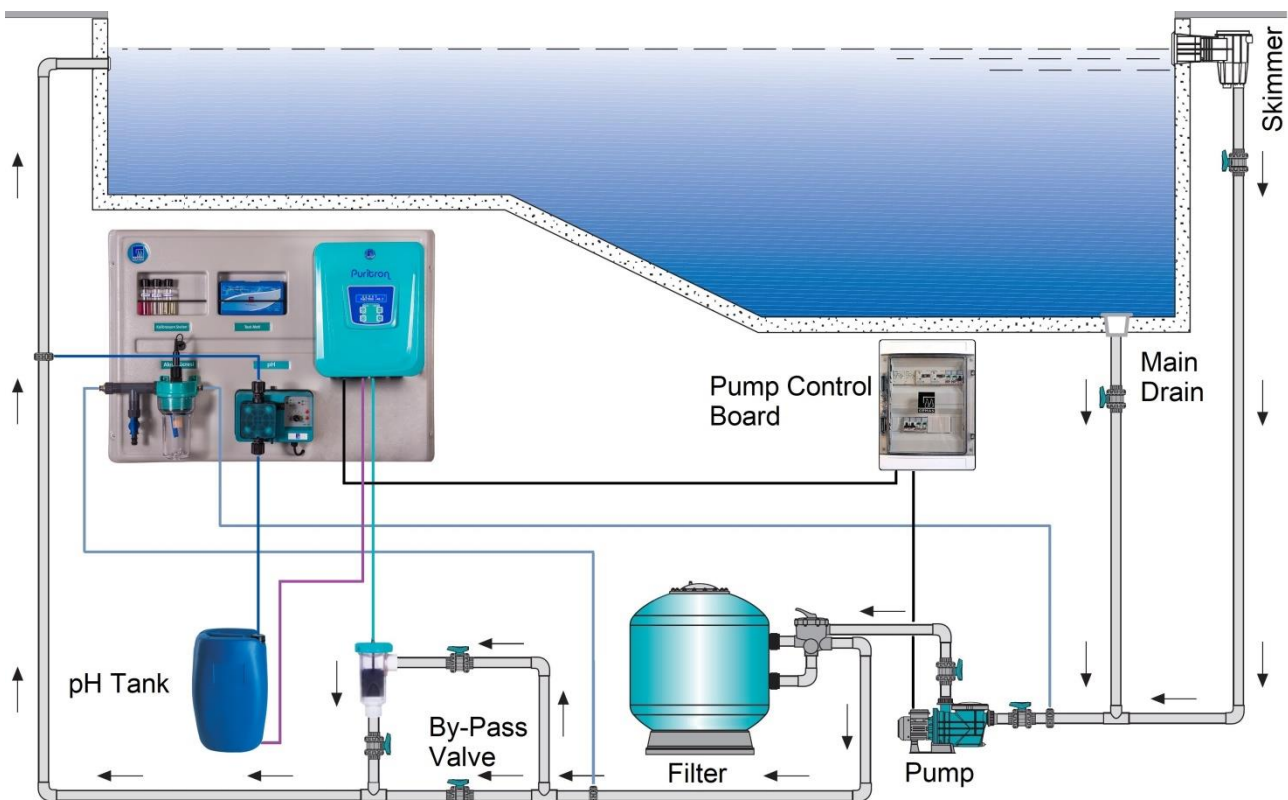 Skimmer
Puritron
pH
Pump Control
Board
Main
Drain
pH Tank
By-Pass
Valve
Filter
Pump